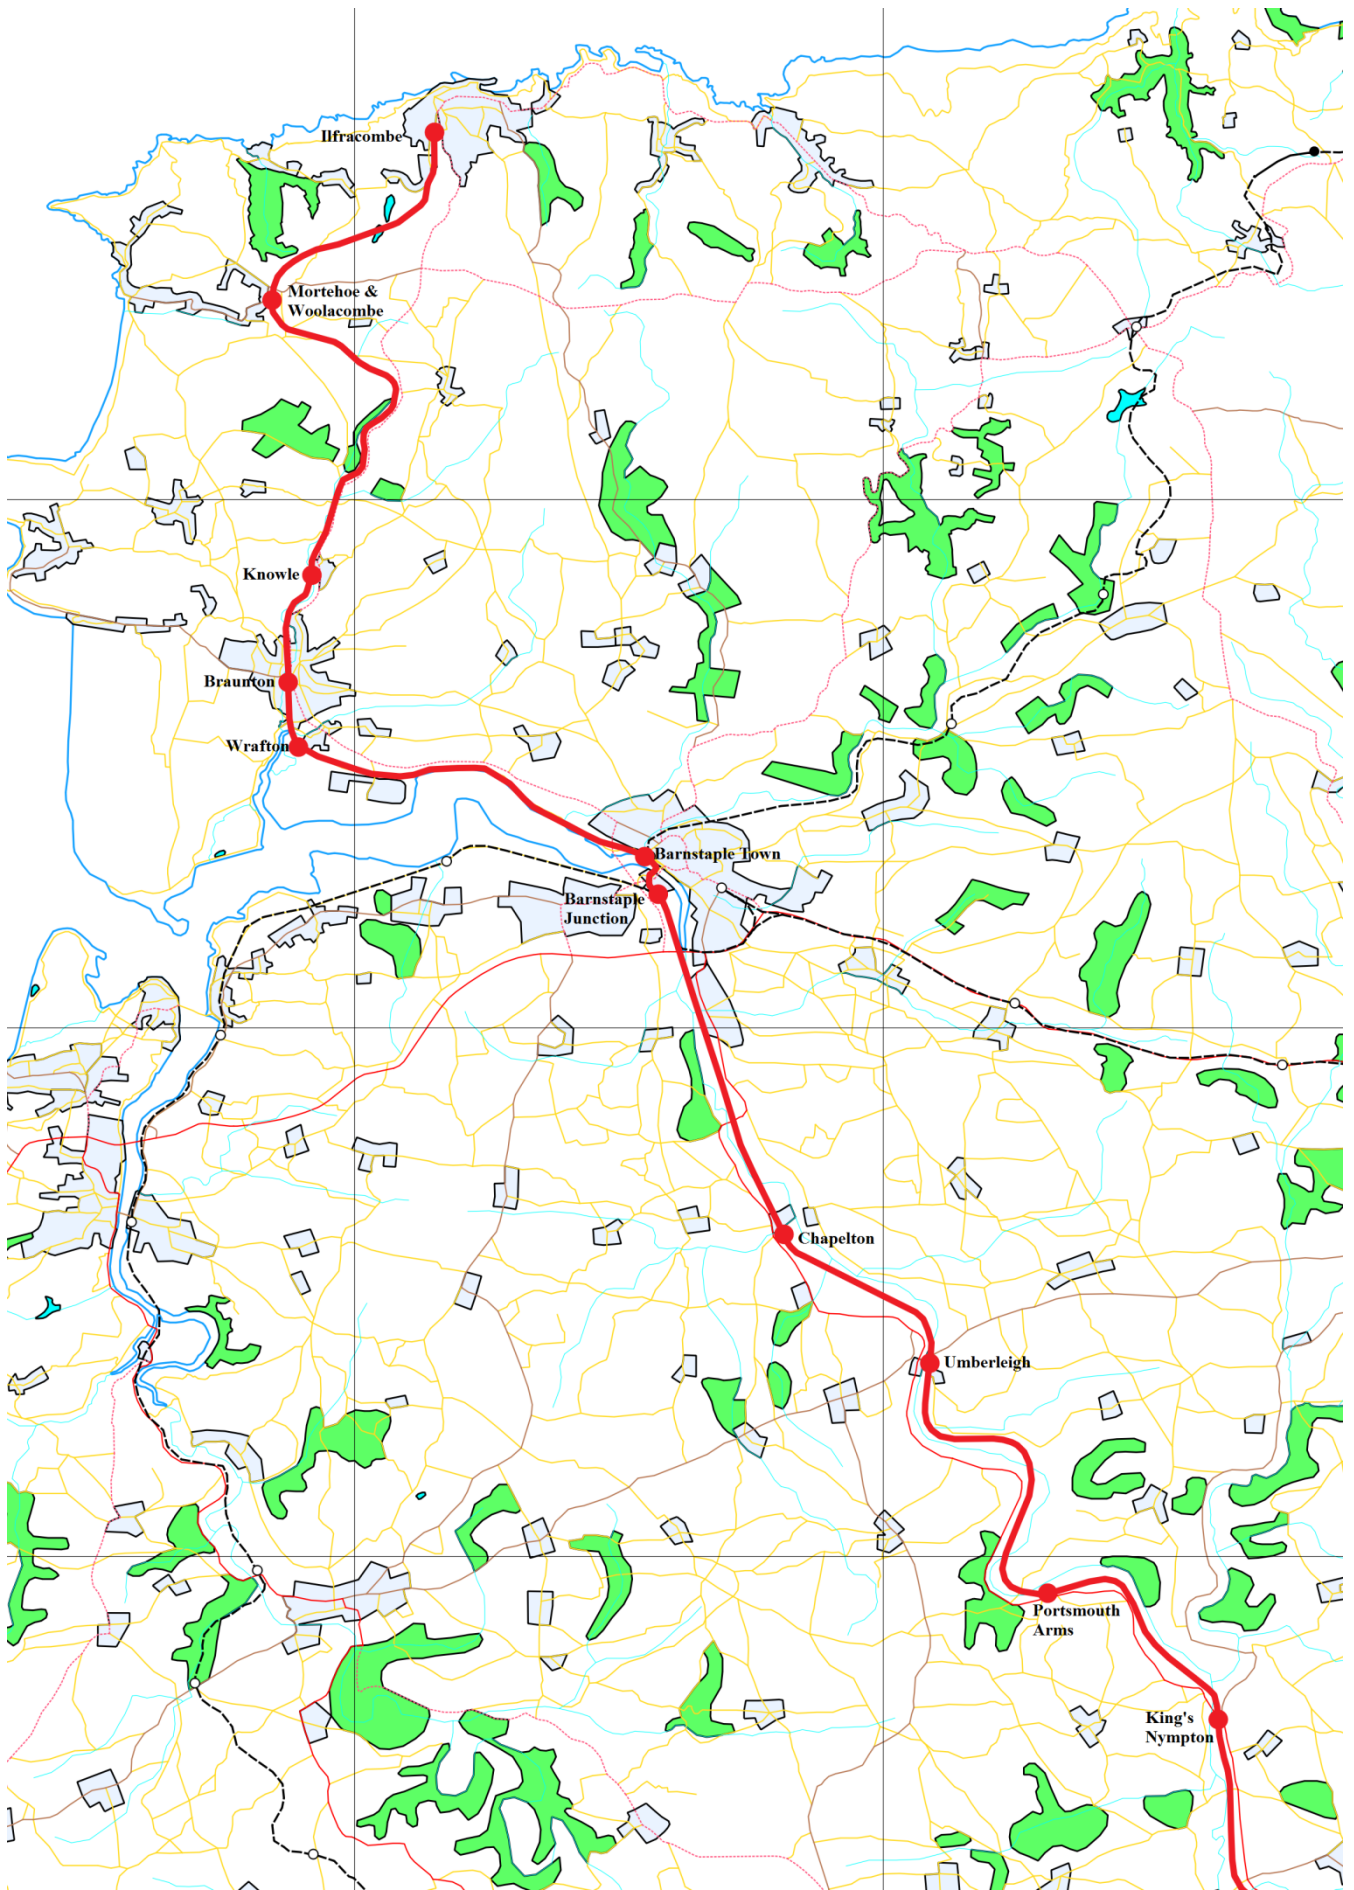 Ilfracombe
Mortehoe &
Woolacombe
Knowle
Braunton
Wrafton
Barnstaple Town
Barnstaple
Junction
Chapelton
Umberleigh
Portsmouth
Arms
King's
Nympton